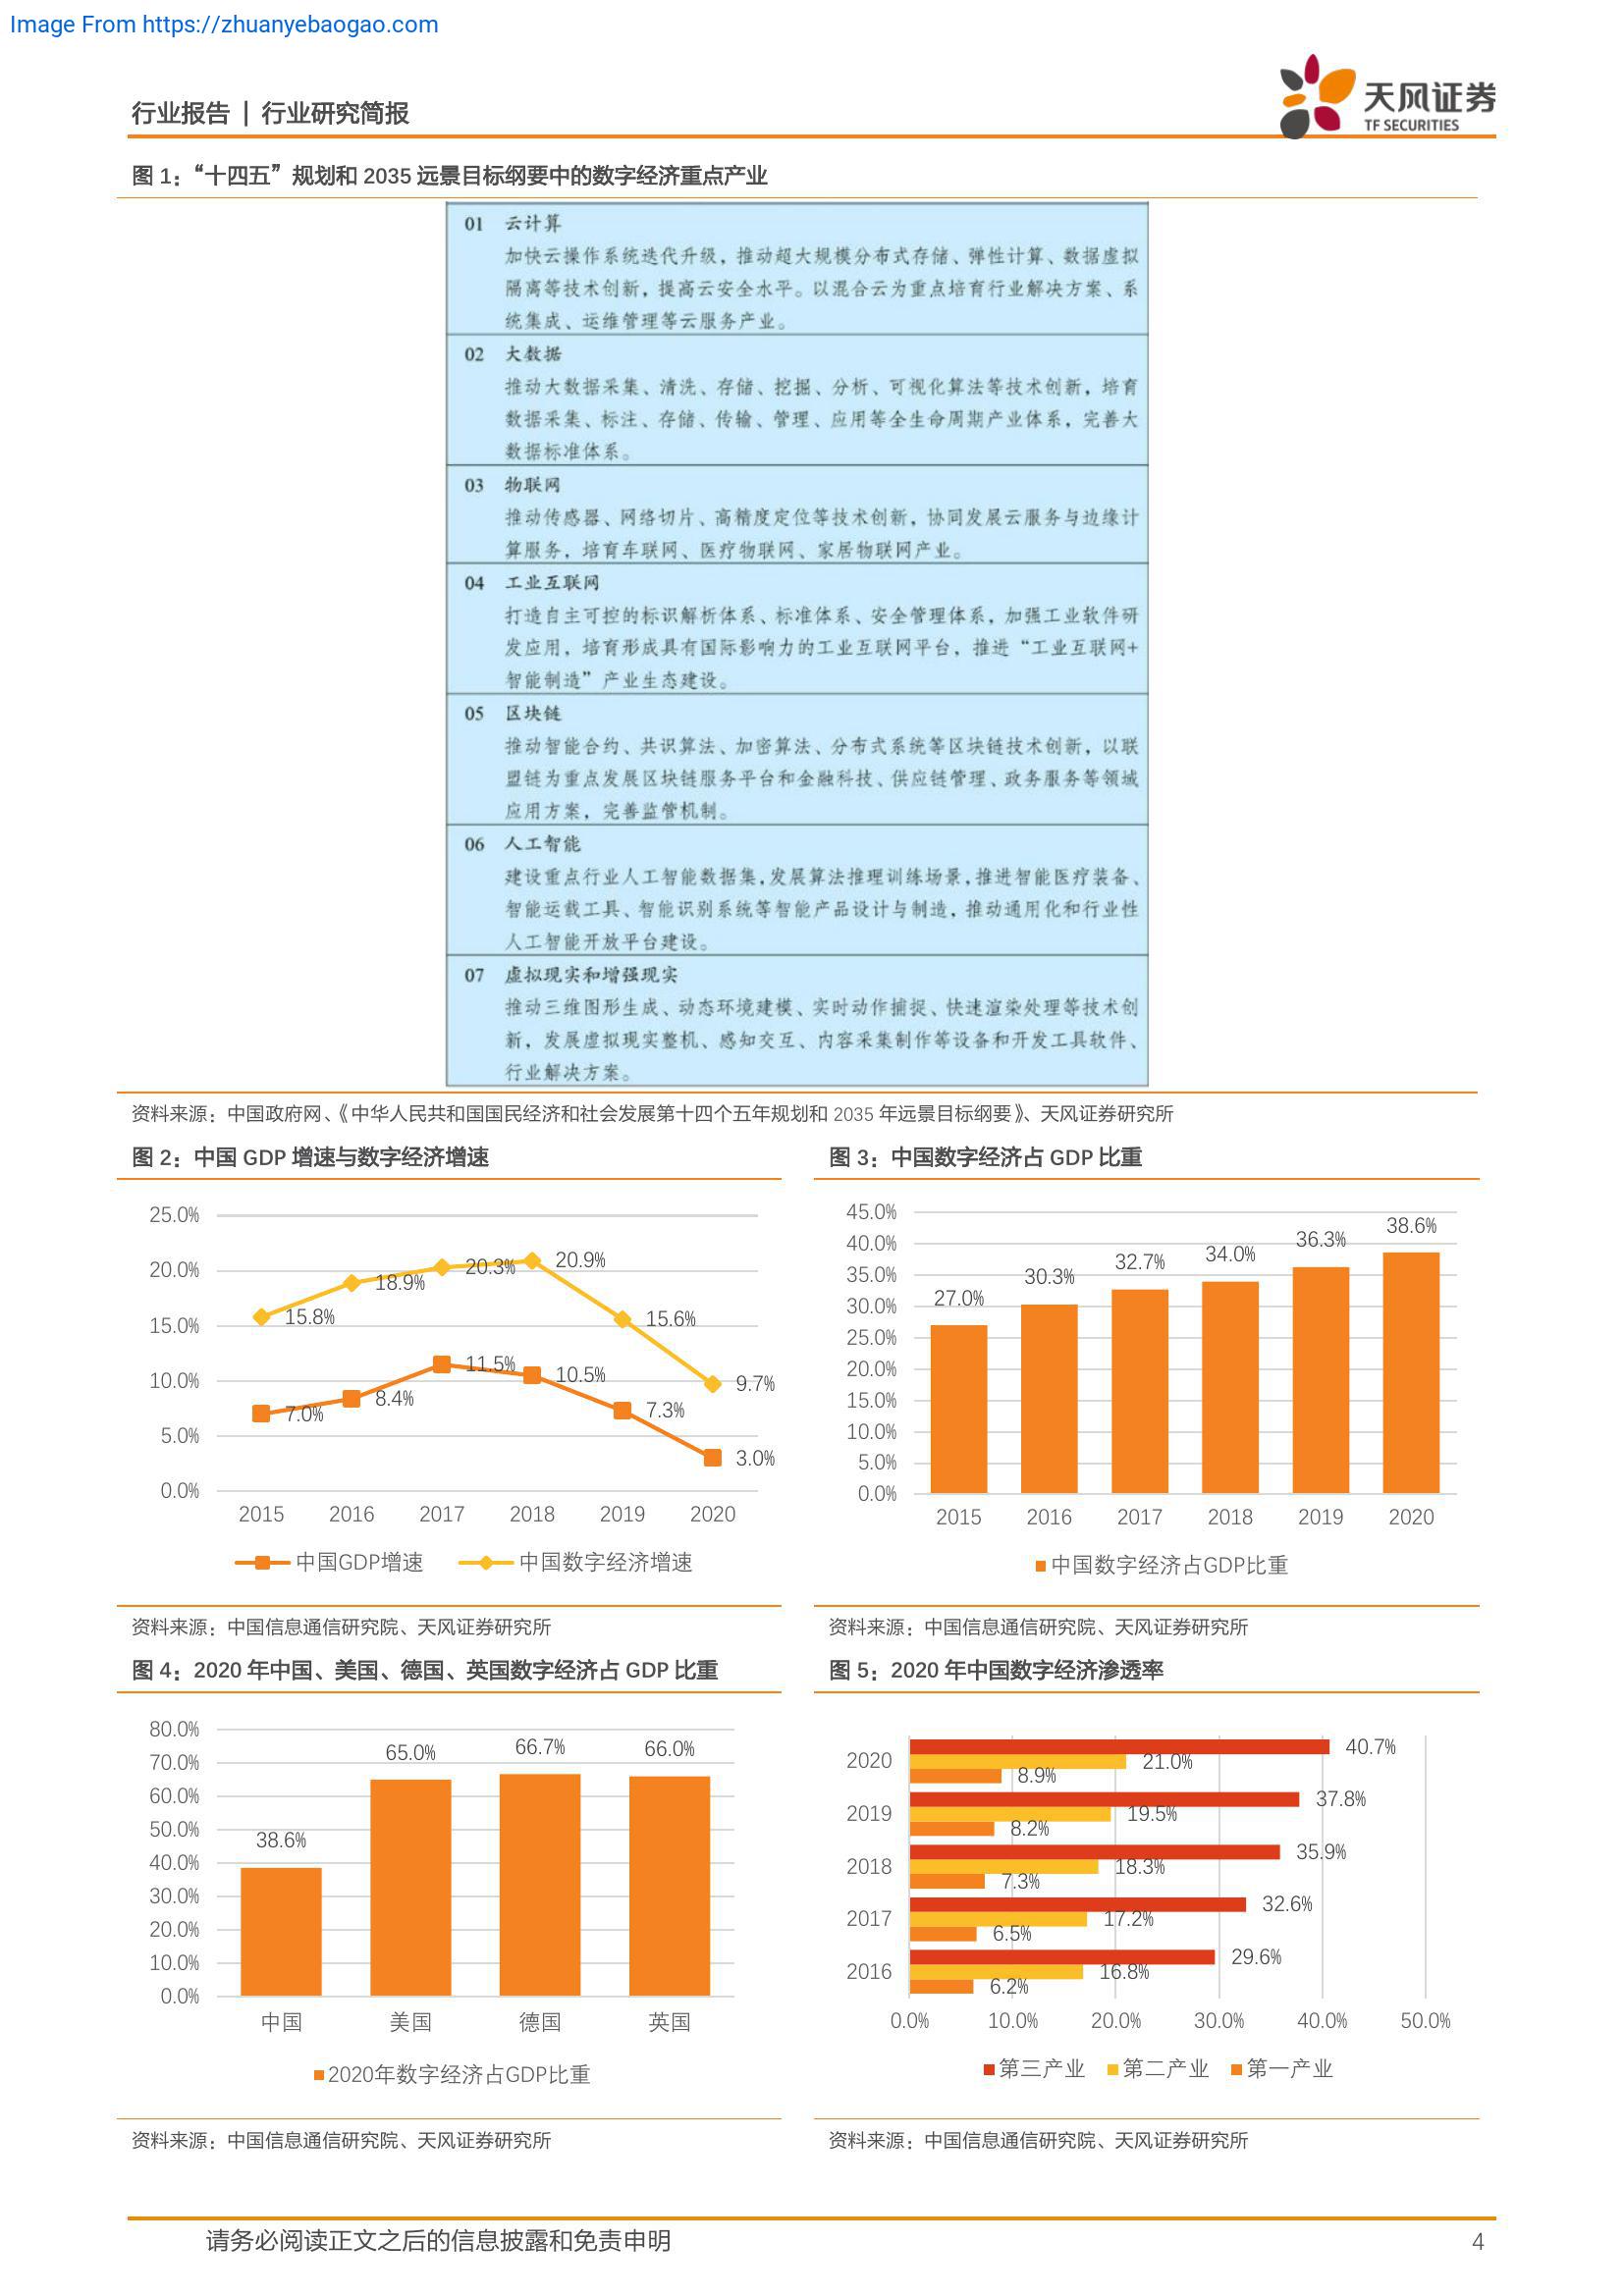 Image From https://zhuanyebaogao.com
行业报告 | 行业研究简报
天风证券
TF SECURITIES
图 1：“十四五”规划和 2035 远景目标纲要中的数字经济重点产业
01 云计算
加快云操作系统迭代升级，推动超大规模分布式存储、弹性计算、数据虚拟
隔离等技术创新，提高云安全水平。以混合云为重点培育行业解决方案、系
统集成、运维管理等云服务产业。
02 大数据
推动大数据采集、清洗、存储、挖掘、分析、可视化算法等技术创新，培育
数据采集、标注、存储、传输、管理、应用等全生命周期产业体系，完善大
数据标准体系。
03 物联网
推动传感器、网络切片、高精度定位等技术创新，协同发展云服务与边缘计
算服务，培育车联网、医疗物联网、家居物联网产业。
04 工业互联网
打造自主可控的标识解析体系、标准体系、安全管理体系，加强工业软件研
发应用，培育形成具有国际影响力的工业互联网平台，推进“工业互联网+
智能制造”产业生态建设。
05 区块链
推动智能合约、共识算法、加密算法、分布式系统等区块链技术创新，以联
盟链为重点发展区块链服务平台和金融科技、供应链管理、政务服务等领域
应用方案，完善监管机制。
06 人工智能
建设重点行业人工智能数据集，发展算法推理训练场景，推进智能医疗装备、
智能运载工具、智能识别系统等智能产品设计与制造，推动通用化和行业性
人工智能开放平台建设。
07 虚拟现实和增强现实
推动三维图形生成、动态环境建模、实时动作捕捉、快速渲染处理等技术创
新，发展虚拟现实整机、感知交互、内容采集制作等设备和开发工具软件、
行业解决方案。
资料来源：中国政府网、《中华人民共和国国民经济和社会发展第十四个五年规划和 2035 年远景目标纲要》、天风证券研究所
图 2：中国 GDP 增速与数字经济增速
25.0%
20.0%
15.0%
10.0%
5.0%
0.0%
15.8%
18.9%
20.3%
20.9%
15.6%
9.7%
7.0%
8.4%
11.5%
10.5%
7.3%
3.0%
2015 2016 2017 2018 2019 2020
中国GDP增速 中国数字经济增速
资料来源：中国信息通信研究院、天风证券研究所
图 3：中国数字经济占 GDP 比重
45.0%
40.0%
35.0%
30.0%
25.0%
20.0%
15.0%
10.0%
5.0%
0.0%
27.0%
30.3%
32.7%
34.0%
36.3%
38.6%
2015 2016 2017 2018 2019 2020
中国数字经济占GDP比重
资料来源：中国信息通信研究院、天风证券研究所
图 4：2020 年中国、美国、德国、英国数字经济占 GDP 比重
80.0%
70.0%
60.0%
50.0%
40.0%
30.0%
20.0%
10.0%
0.0%
38.6%
65.0%
66.7%
66.0%
中国 美国 德国 英国
2020年数字经济占GDP比重
资料来源：中国信息通信研究院、天风证券研究所
图 5：2020 年中国数字经济渗透率
2020
40.7%
21.0%
8.9%
2019
37.8%
19.5%
8.2%
2018
35.9%
18.3%
7.3%
2017
32.6%
17.2%
6.5%
2016
29.6%
16.8%
6.2%
0.0% 10.0% 20.0% 30.0% 40.0% 50.0%
第三产业 第二产业 第一产业
资料来源：中国信息通信研究院、天风证券研究所
请务必阅读正文之后的信息披露和免责申明
4